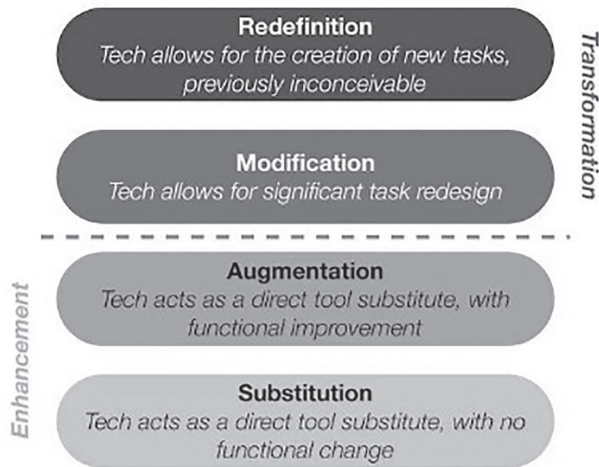 Redefinition
Tech allows for the creation of new tasks,
previously inconceivable
Transformation
Modification
Tech allows for significant task redesign
Augmentation
Tech acts as a direct tool substitute, with
functional improvement
Enhancement
Substitution
Tech acts as a direct tool substitute, with no
functional change